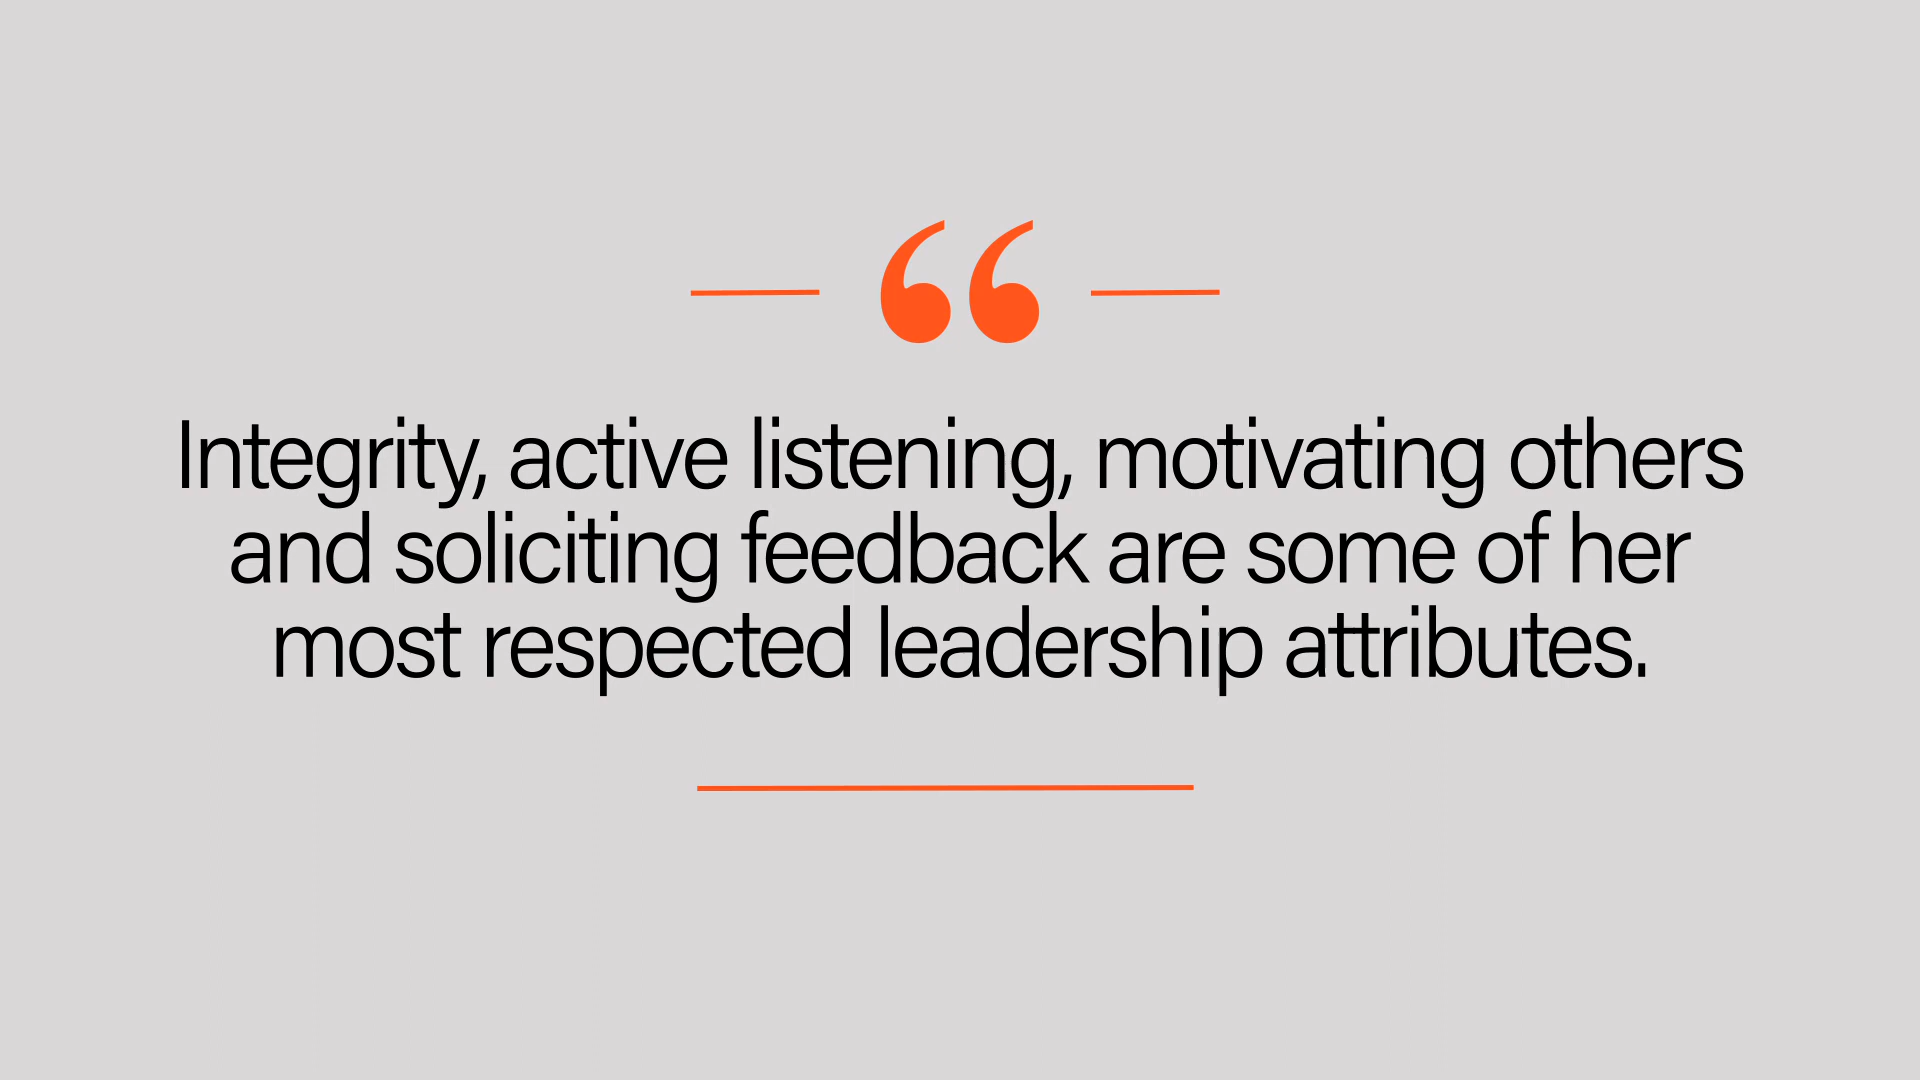 “
Integrity, active listening, motivating others
and soliciting feedback are some of her
most respected leadership attributes.